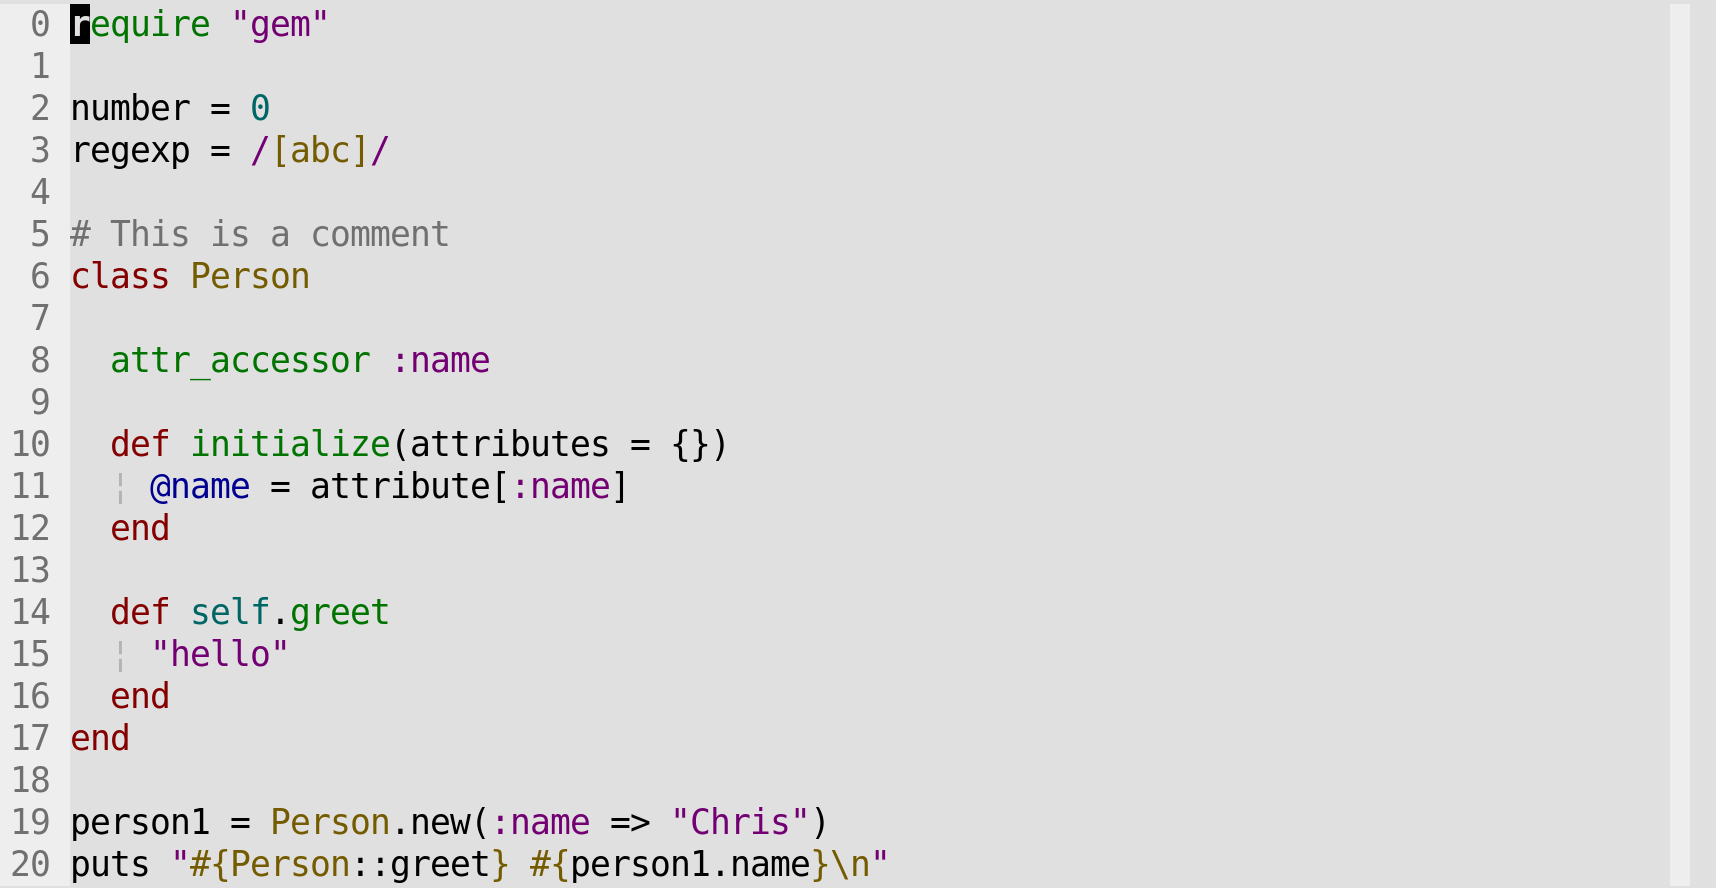 0 require "gem"
1
2 number = 0
3 regexp = /[abc]/
4
5 # This is a comment
6 class Person
7
8   attr_accessor :name
9
10   def initialize(attributes = {})
11   ¦ @name = attribute[:name]
12   end
13
14   def self.greet
15   ¦ "hello"
16   end
17 end
18
19 person1 = Person.new(:name => "Chris")
20 puts "#{Person::greet} #{person1.name}\n"